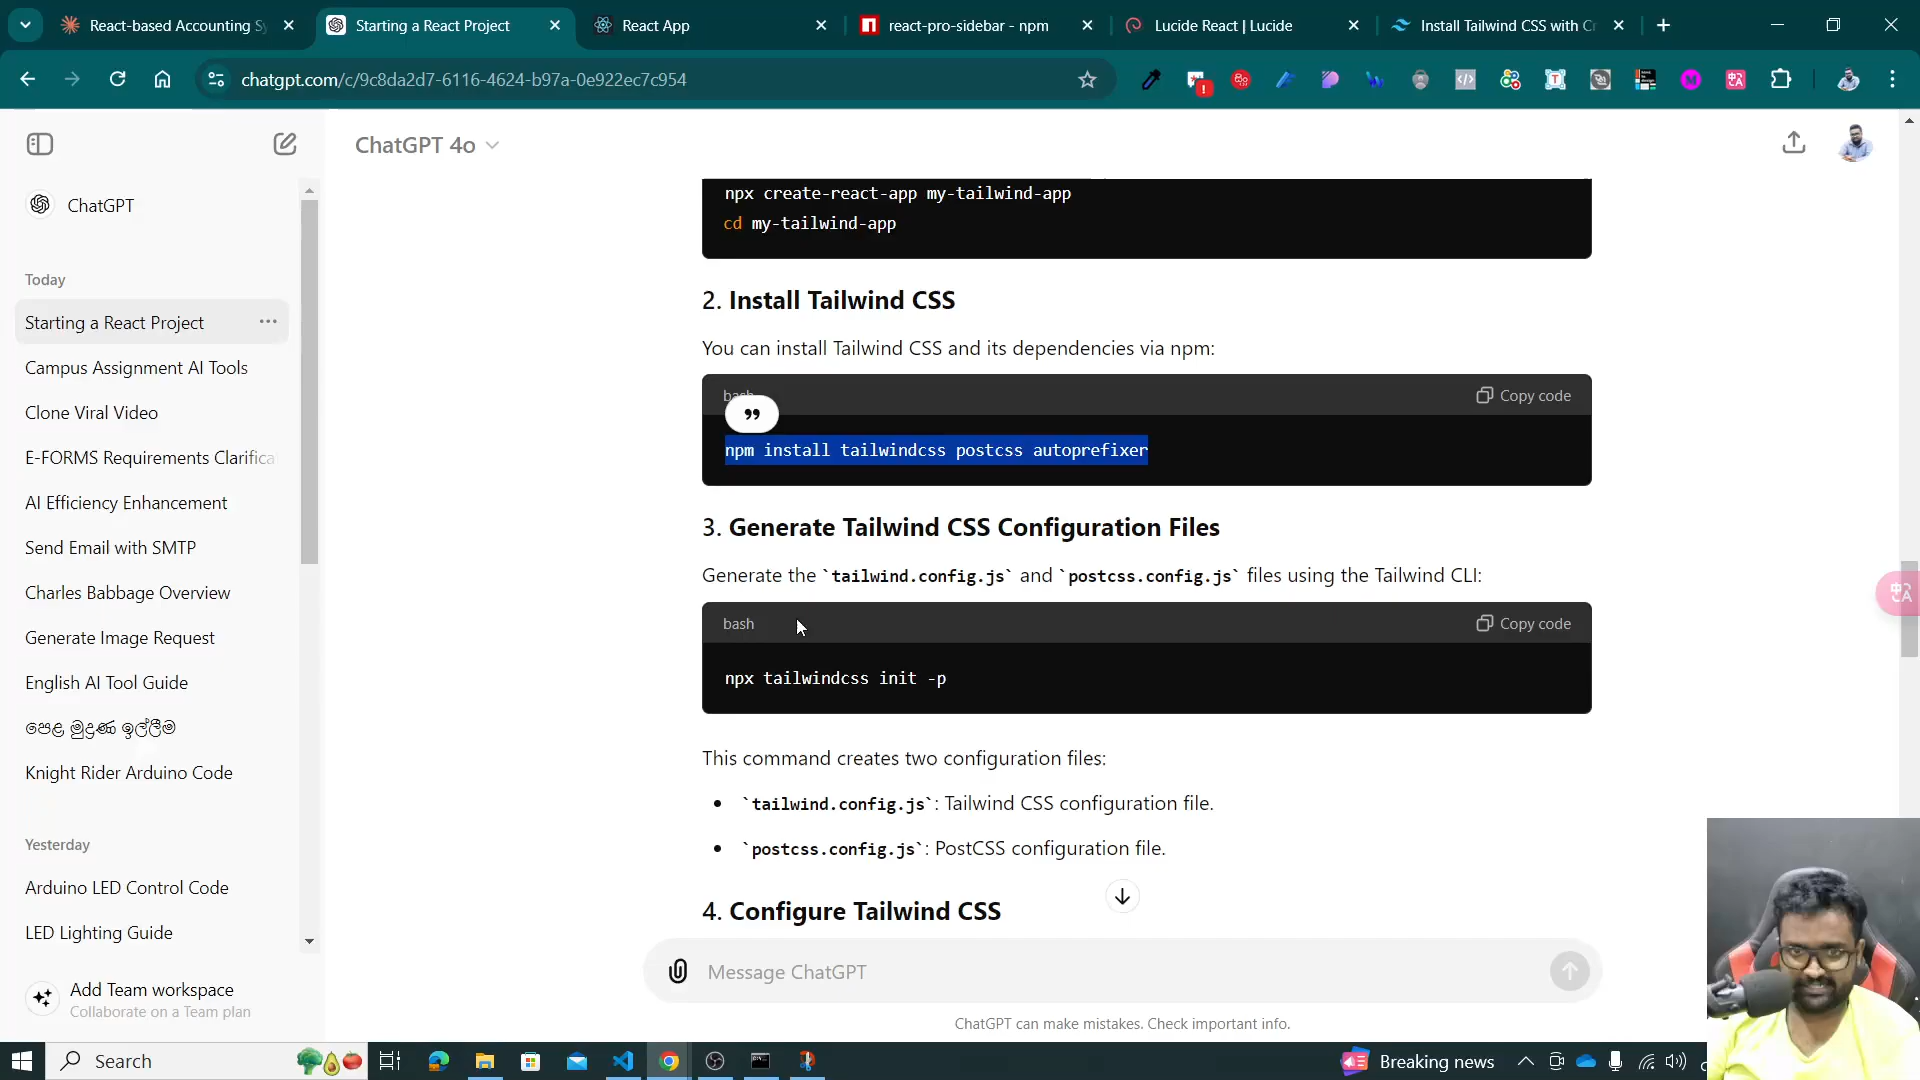 React-based Accounting Sy
Starting a React Project
React App
react-pro-sidebar - npm
Lucide React | Lucide
Install Tailwind CSS with Cr
chatgpt.com/c/9c8da2d7-6116-4624-b97a-0e922ec7c954
ChatGPT 4o
ChatGPT
Today
Starting a React Project
Campus Assignment AI Tools
Clone Viral Video
E-FORMS Requirements Clarifica
AI Efficiency Enhancement
Send Email with SMTP
Charles Babbage Overview
Generate Image Request
English AI Tool Guide
පෙළ මුද්‍රණ ඉල්ලීම
Knight Rider Arduino Code
Yesterday
Arduino LED Control Code
LED Lighting Guide
Add Team workspace
Collaborate on a Team plan
npx create-react-app my-tailwind-app
cd my-tailwind-app
2. Install Tailwind CSS
You can install Tailwind CSS and its dependencies via npm:
bash
Copy code
npm install tailwindcss postcss autoprefixer
3. Generate Tailwind CSS Configuration Files
Generate the `tailwind.config.js` and `postcss.config.js` files using the Tailwind CLI:
bash
Copy code
npx tailwindcss init -p
This command creates two configuration files:
• `tailwind.config.js`: Tailwind CSS configuration file.
• `postcss.config.js`: PostCSS configuration file.
4. Configure Tailwind CSS
Message ChatGPT
ChatGPT can make mistakes. Check important info.
Search
Breaking news